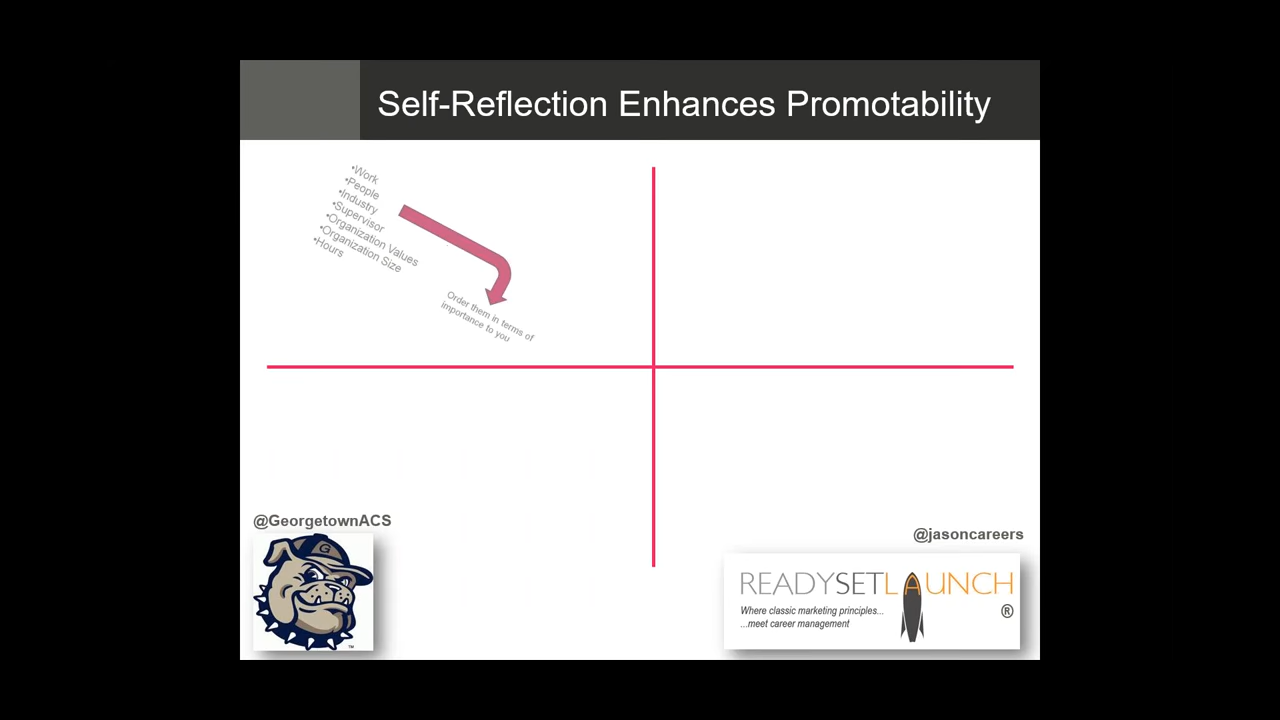 Self-Reflection Enhances Promotability
•Work
•People
•Industry
•Supervisor
•Organization Values
•Organization Size
•Hours
Order them in terms of
importance to you
@GeorgetownACS
G
TM
@jasoncareers
READYSETLAUNCH
®
Where classic marketing principles...
...meet career management